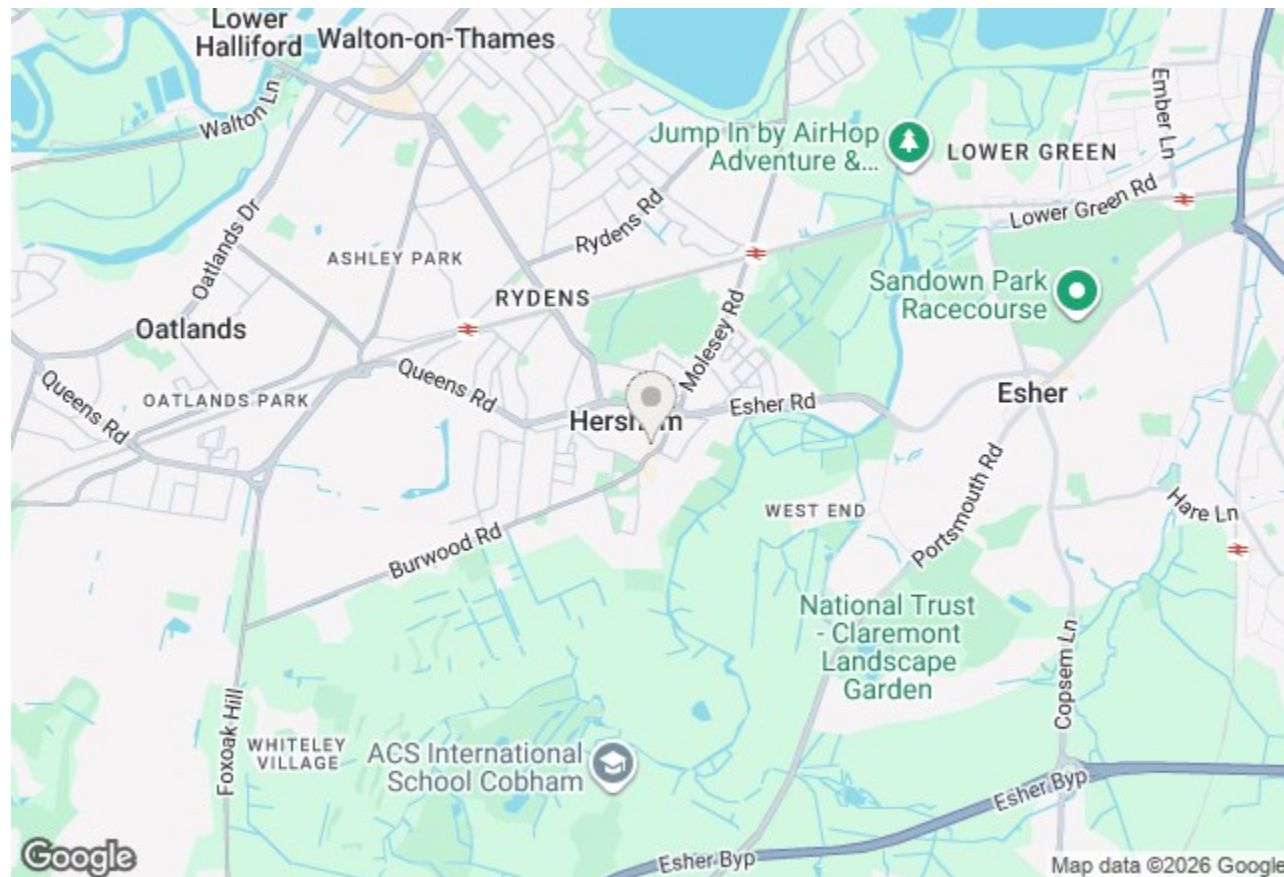 Lower
Halliford
Walton-on-Thames
Walton Ln
Ember Ln
Jump In by AirHop
Adventure &...
LOWER GREEN
Lower Green Rd
Rydens Rd
Oatlands Dr
ASHLEY PARK
RYDENS
Sandown Park
Racecourse
Oatlands
Molesey Rd
Queens Rd
Queens Rd
OATLANDS PARK
Esher Rd
Esher
Hersham
Portsmouth Rd
Hare Ln
WEST END
Burwood Rd
National Trust
- Claremont
Landscape
Garden
Copsem Ln
Foxoak Hill
WHITELEY
VILLAGE
ACS International
School Cobham
Esher Byp
Esher Byp
Google
Map data ©2026 Google